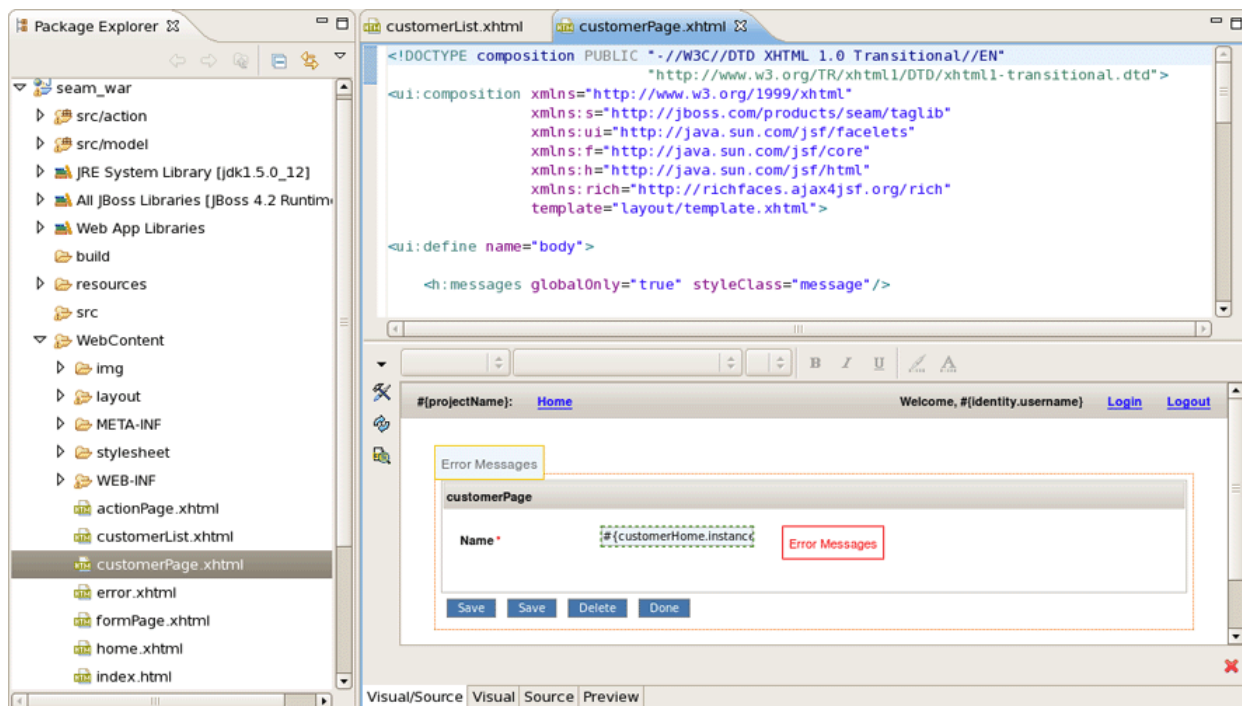 Package Explorer
seam_war
src/action
src/model
JRE System Library [jdk1.5.0_12]
All JBoss Libraries [JBoss 4.2 Runtim
Web App Libraries
build
resources
src
WebContent
img
layout
META-INF
stylesheet
WEB-INF
actionPage.xhtml
customerList.xhtml
customerPage.xhtml
error.xhtml
formPage.xhtml
home.xhtml
index.html
customerList.xhtml customerPage.xhtml
<!DOCTYPE composition PUBLIC "-//W3C//DTD XHTML 1.0 Transitional//EN"
"http://www.w3.org/TR/xhtml1/DTD/xhtml1-transitional.dtd">
<ui:composition xmlns="http://www.w3.org/1999/xhtml"
xmlns:s="http://jboss.com/products/seam/taglib"
xmlns:ui="http://java.sun.com/jsf/facelets"
xmlns:f="http://java.sun.com/jsf/core"
xmlns:h="http://java.sun.com/jsf/html"
xmlns:rich="http://richfaces.ajax4jsf.org/rich"
template="layout/template.xhtml">
<ui:define name="body">
<h:messages globalOnly="true" styleClass="message"/>
B I U A
#{projectName}: Home Welcome, #{identity.username} Login Logout
Error Messages
customerPage
Name * #{customerHome.instance Error Messages
Save Save Delete Done
Visual/Source Visual Source Preview